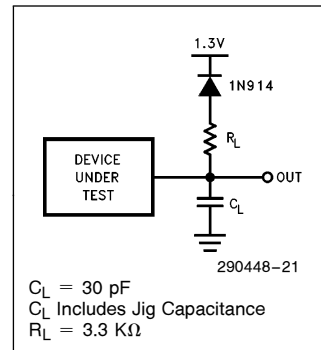 1.3V
1N914
RL
DEVICE
UNDER
TEST
OUT
CL
290448-21
CL = 30 pF
CL Includes Jig Capacitance
RL = 3.3 KΩ